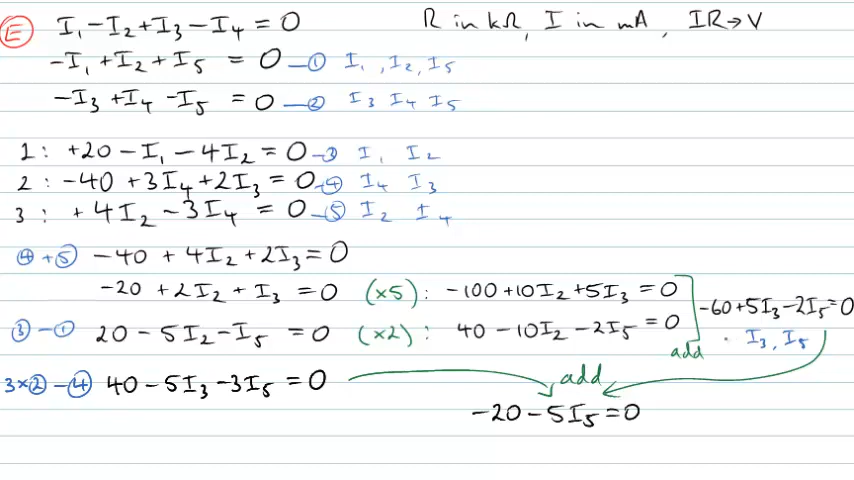 E I₁ - I₂ + I₃ - I₄ = 0 R in kΩ, I in mA, IR → V
-I₁ + I₂ + I₅ = 0 — ① I₁, I₂, I₅
-I₃ + I₄ - I₅ = 0 — ② I₃ I₄ I₅
1: +20 - I₁ - 4I₂ = 0 - ③ I₁ I₂
2: -40 + 3I₄ + 2I₃ = 0 - ④ I₄ I₃
3: + 4I₂ - 3I₄ = 0 - ⑤ I₂ I₄
④ + ⑤ -40 + 4I₂ + 2I₃ = 0
-20 + 2I₂ + I₃ = 0 (×5): -100 + 10I₂ + 5I₃ = 0
-60 + 5I₃ - 2I₅ = 0
③ - ① 20 - 5I₂ - I₅ = 0 (×2): 40 - 10I₂ - 2I₅ = 0
I₃, I₅
add
3×② - ④ 40 - 5I₃ - 3I₅ = 0
add
-20 - 5I₅ = 0